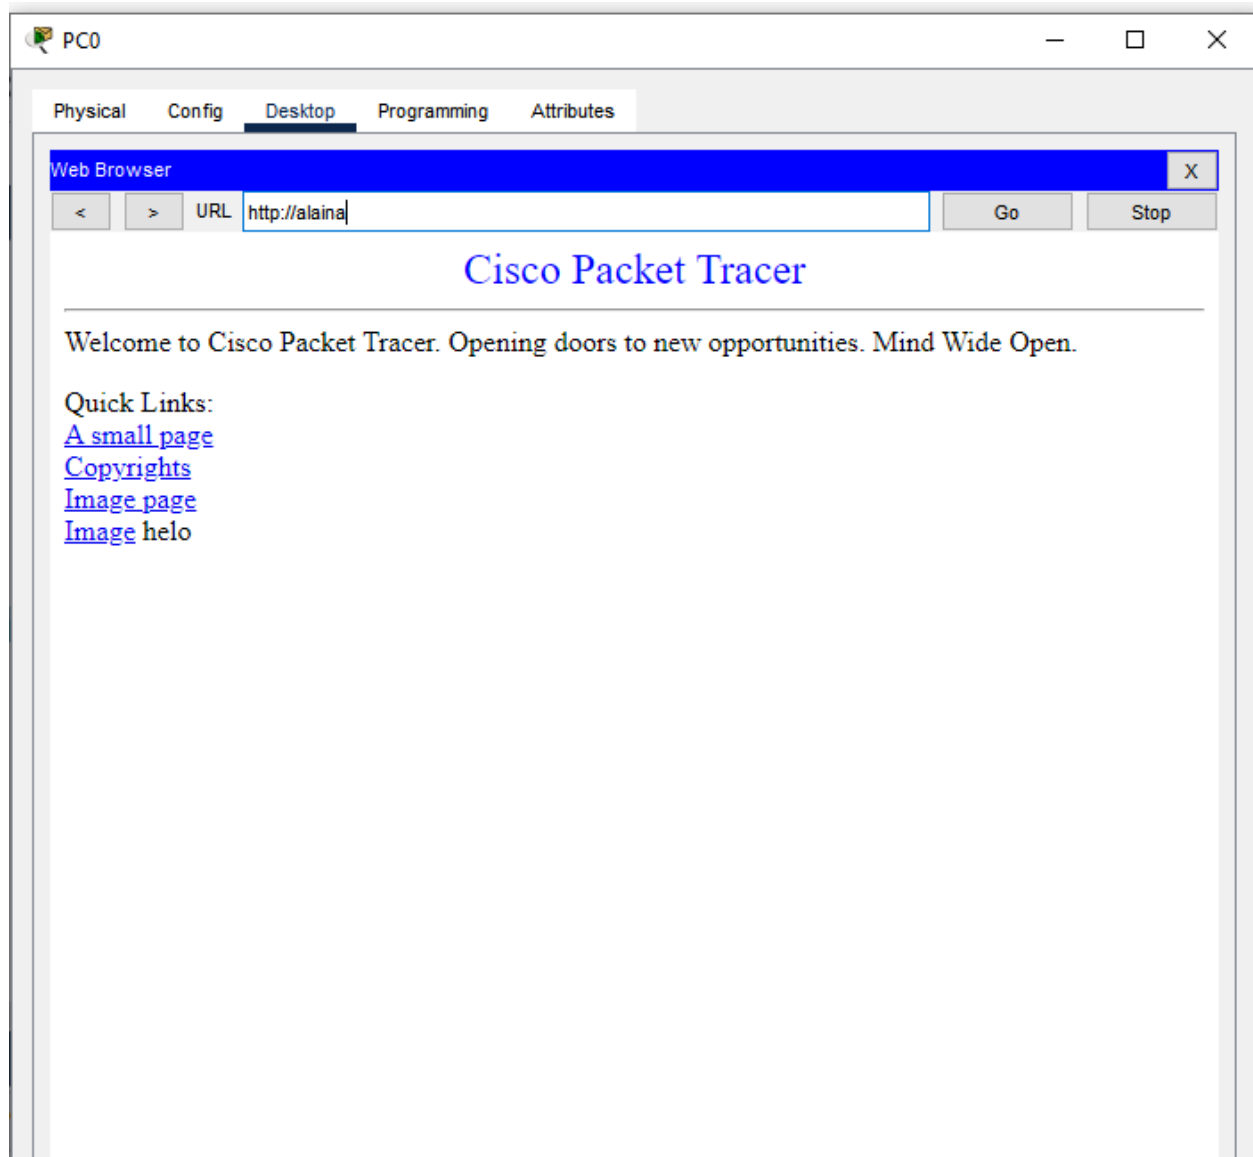 PC0
Physical Config Desktop Programming Attributes
Web Browser X
< > URL http://alaina Go Stop
Cisco Packet Tracer
Welcome to Cisco Packet Tracer. Opening doors to new opportunities. Mind Wide Open.
Quick Links:
A small page
Copyrights
Image page
Image helo